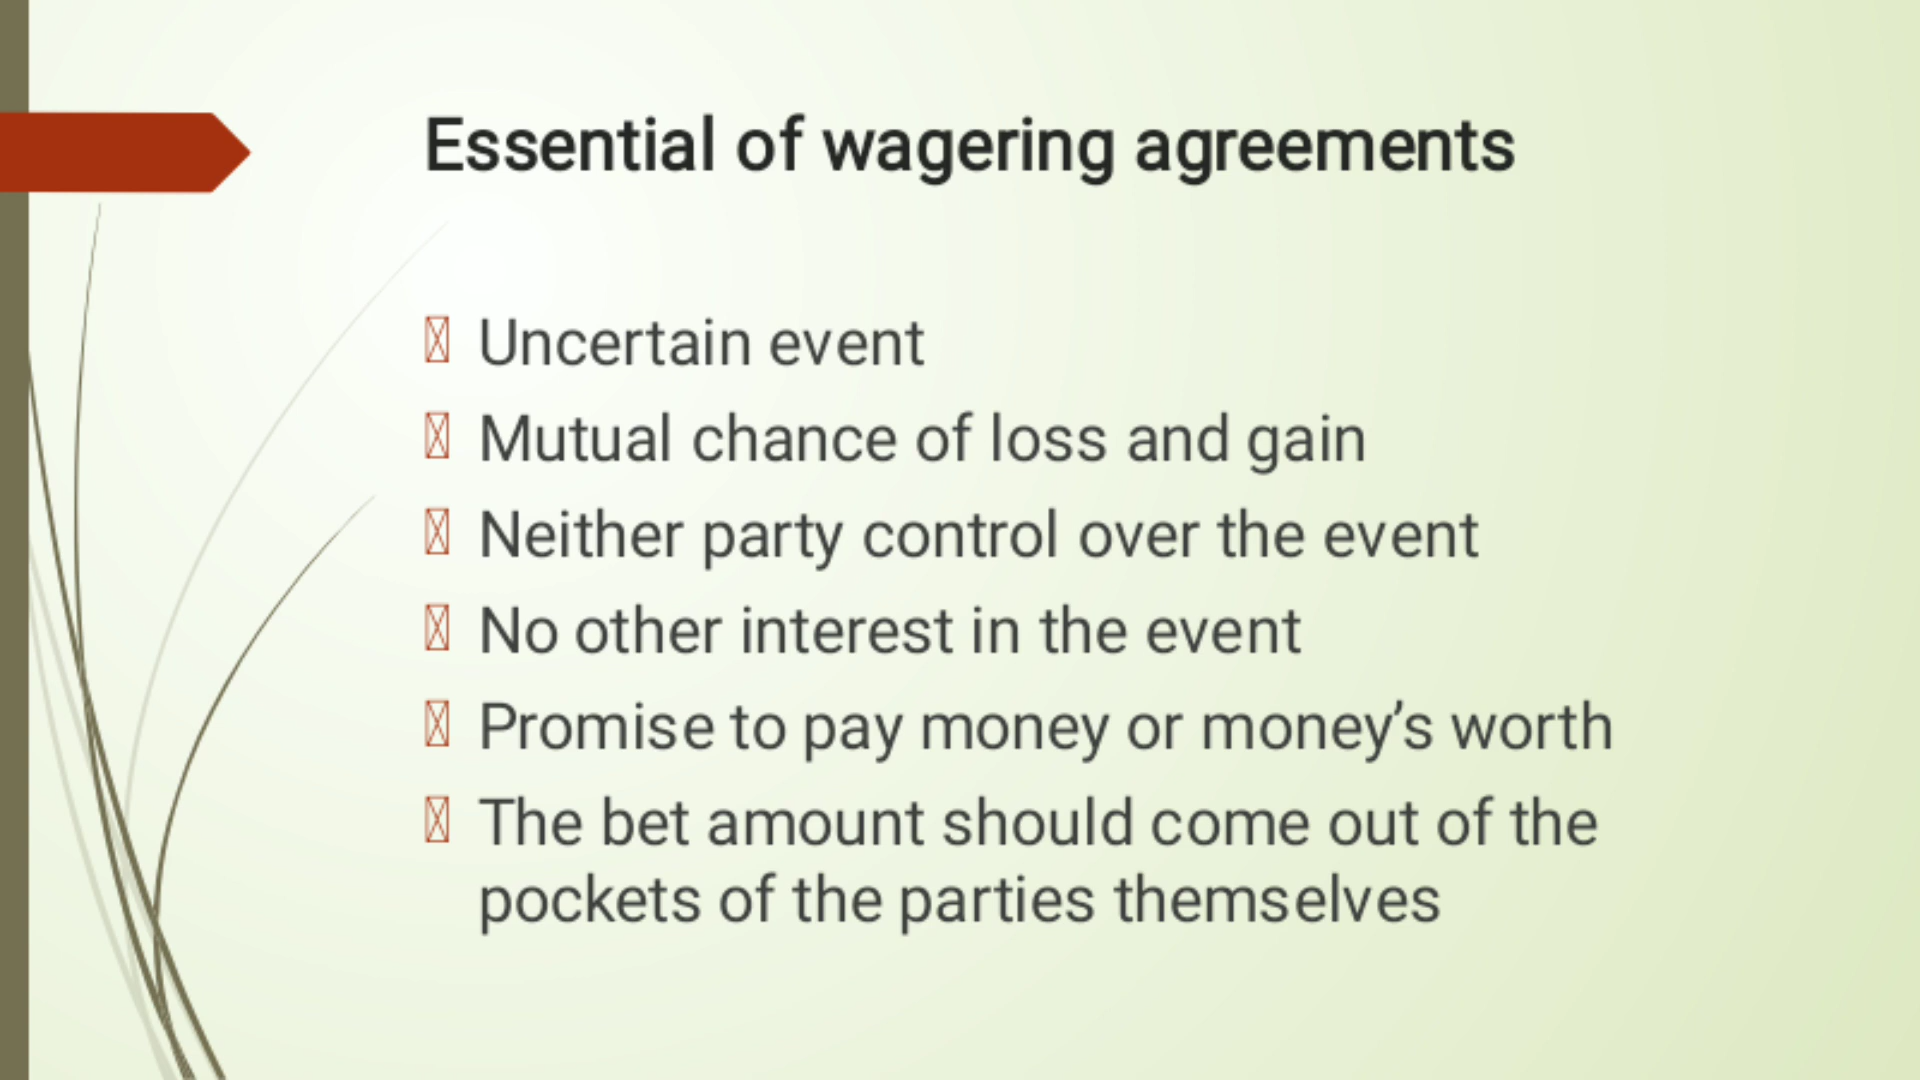 Essential of wagering agreements
Uncertain event
Mutual chance of loss and gain
Neither party control over the event
No other interest in the event
Promise to pay money or money’s worth
The bet amount should come out of the
pockets of the parties themselves